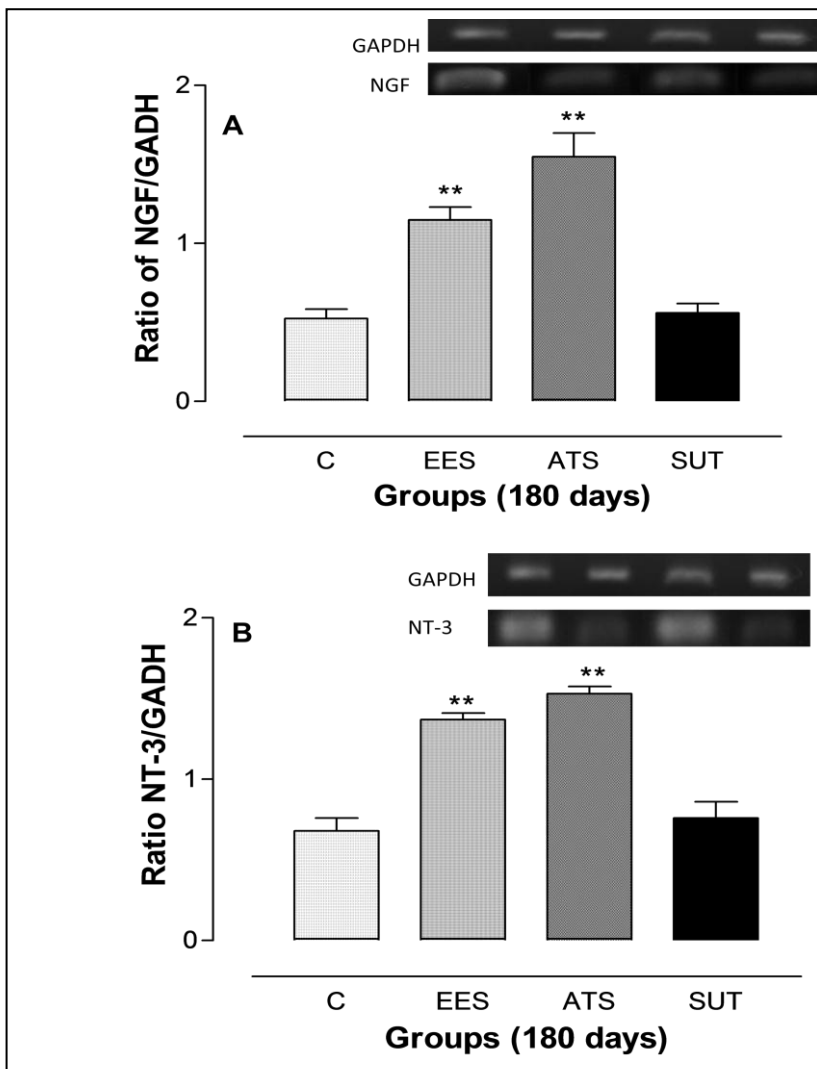 GAPDH
NGF
A
Ratio of NGF/GADH
2
1
0
**
**
C EES ATS SUT
Groups (180 days)
GAPDH
NT-3
B
Ratio NT-3/GADH
2
1
0
**
**
C EES ATS SUT
Groups (180 days)